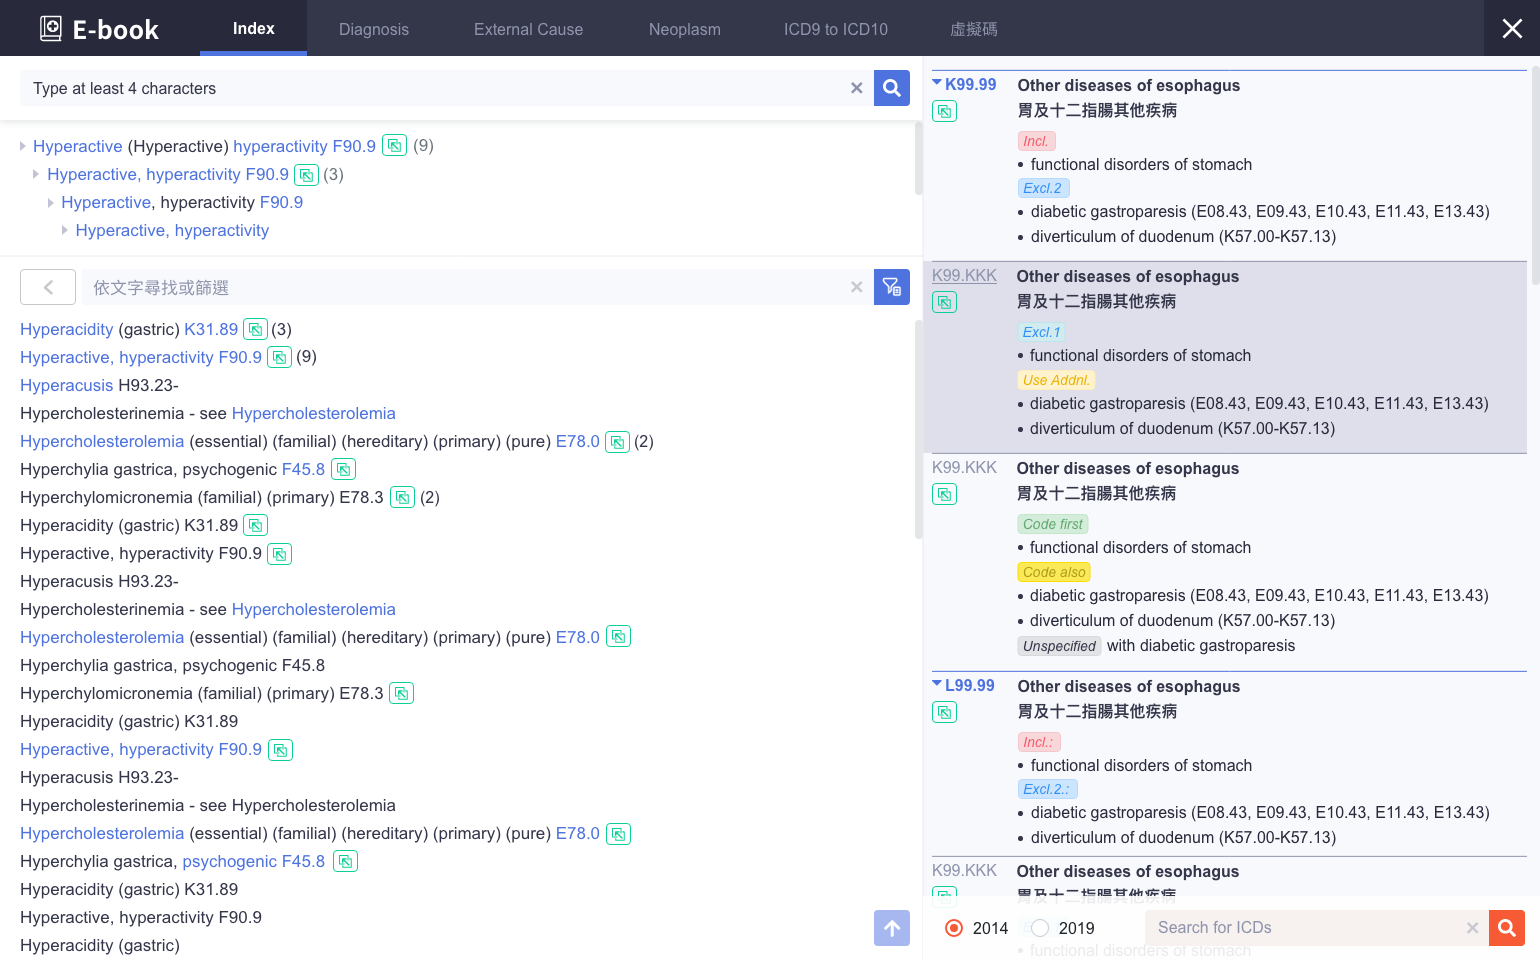 E-book
Index
Diagnosis
External Cause
Neoplasm
ICD9 to ICD10
虛擬碼
Type at least 4 characters
Hyperactive (Hyperactive) hyperactivity F90.9 (9)
Hyperactive, hyperactivity F90.9 (3)
Hyperactive, hyperactivity F90.9
Hyperactive, hyperactivity
依文字尋找或篩選
Hyperacidity (gastric) K31.89 (3)
Hyperactive, hyperactivity F90.9 (9)
Hyperacusis H93.23-
Hypercholesterinemia - see Hypercholesterolemia
Hypercholesterolemia (essential) (familial) (hereditary) (primary) (pure) E78.0 (2)
Hyperchylia gastrica, psychogenic F45.8
Hyperchylomicronemia (familial) (primary) E78.3 (2)
Hyperacidity (gastric) K31.89
Hyperactive, hyperactivity F90.9
Hyperacusis H93.23-
Hypercholesterinemia - see Hypercholesterolemia
Hypercholesterolemia (essential) (familial) (hereditary) (primary) (pure) E78.0
Hyperchylia gastrica, psychogenic F45.8
Hyperchylomicronemia (familial) (primary) E78.3
Hyperacidity (gastric) K31.89
Hyperactive, hyperactivity F90.9
Hyperacusis H93.23-
Hypercholesterinemia - see Hypercholesterolemia
Hypercholesterolemia (essential) (familial) (hereditary) (primary) (pure) E78.0
Hyperchylia gastrica, psychogenic F45.8
Hyperacidity (gastric) K31.89
Hyperactive, hyperactivity F90.9
Hyperacidity (gastric)
K99.99 Other diseases of esophagus
胃及十二指腸其他疾病
Incl.
• functional disorders of stomach
Excl.2
• diabetic gastroparesis (E08.43, E09.43, E10.43, E11.43, E13.43)
• diverticulum of duodenum (K57.00-K57.13)
K99.KKK Other diseases of esophagus
胃及十二指腸其他疾病
Excl.1
• functional disorders of stomach
Use Addnl.
• diabetic gastroparesis (E08.43, E09.43, E10.43, E11.43, E13.43)
• diverticulum of duodenum (K57.00-K57.13)
K99.KKK Other diseases of esophagus
胃及十二指腸其他疾病
Code first
• functional disorders of stomach
Code also
• diabetic gastroparesis (E08.43, E09.43, E10.43, E11.43, E13.43)
• diverticulum of duodenum (K57.00-K57.13)
Unspecified with diabetic gastroparesis
L99.99 Other diseases of esophagus
胃及十二指腸其他疾病
Incl.:
• functional disorders of stomach
Excl.2.:
• diabetic gastroparesis (E08.43, E09.43, E10.43, E11.43, E13.43)
• diverticulum of duodenum (K57.00-K57.13)
K99.KKK Other diseases of esophagus
胃及十二指腸其他疾病
2014 2019 Search for ICDs
• functional disorders of stomach